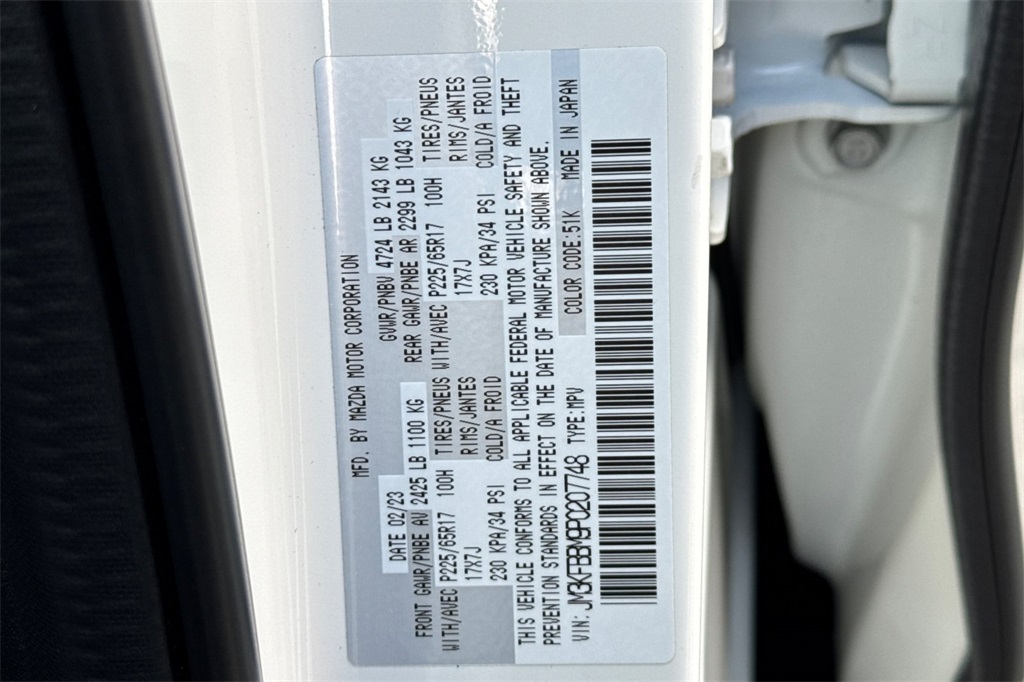 MFD. BY MAZDA MOTOR CORPORATION
DATE 02/23 GVWR/PNBV 4724 LB 2143 KG
FRONT GAWR/PNBE AV 2425 LB 1100 KG REAR GAWR/PNBE AR 2299 LB 1043 KG
WITH/AVEC P225/65R17 100H TIRES/PNEUS WITH/AVEC P225/65R17 100H TIRES/PNEUS
17X7J RIMS/JANTES 17X7J RIMS/JANTES
230 KPA/34 PSI COLD/A FROID 230 KPA/34 PSI COLD/A FROID
THIS VEHICLE CONFORMS TO ALL APPLICABLE FEDERAL MOTOR VEHICLE SAFETY AND THEFT
PREVENTION STANDARDS IN EFFECT ON THE DATE OF MANUFACTURE SHOWN ABOVE.
VIN: JM3KFBBM9P0207748 TYPE:MPV COLOR CODE:51K MADE IN JAPAN